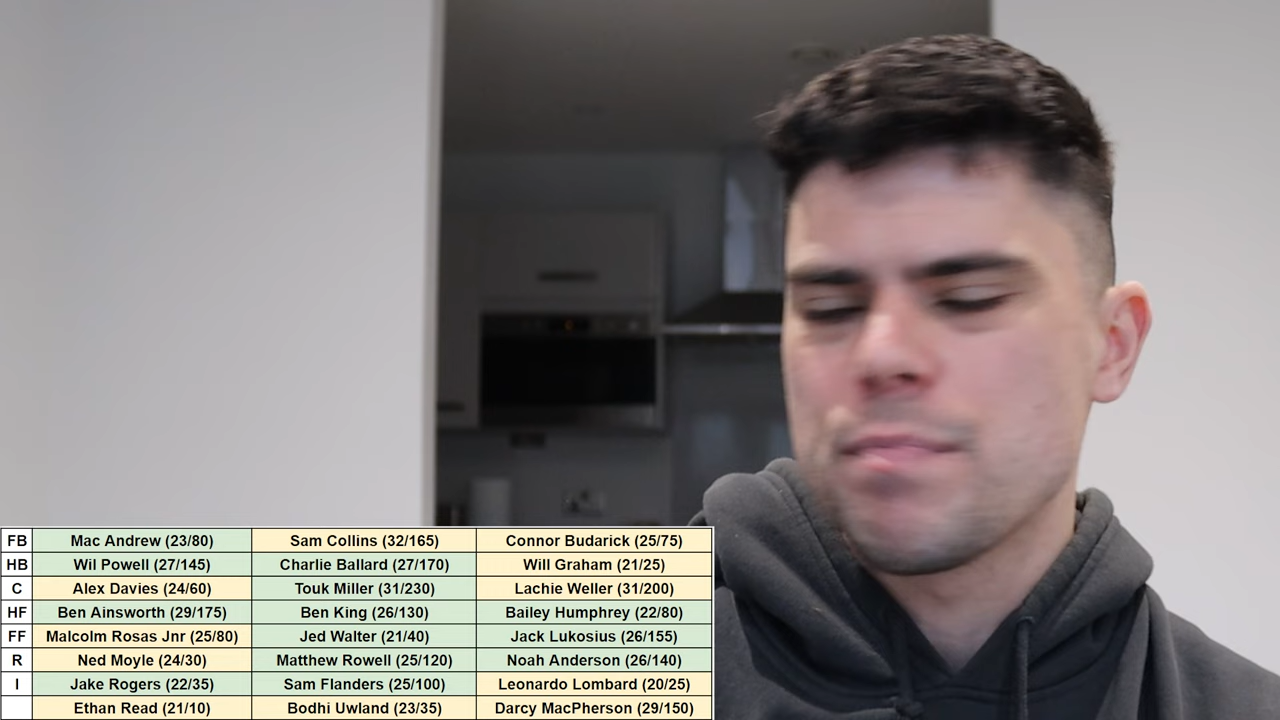 FB Mac Andrew (23/80) Sam Collins (32/165) Connor Budarick (25/75)
HB Wil Powell (27/145) Charlie Ballard (27/170) Will Graham (21/25)
C Alex Davies (24/60) Touk Miller (31/230) Lachie Weller (31/200)
HF Ben Ainsworth (29/175) Ben King (26/130) Bailey Humphrey (22/80)
FF Malcolm Rosas Jnr (25/80) Jed Walter (21/40) Jack Lukosius (26/155)
R Ned Moyle (24/30) Matthew Rowell (25/120) Noah Anderson (26/140)
I Jake Rogers (22/35) Sam Flanders (25/100) Leonardo Lombard (20/25)
Ethan Read (21/10) Bodhi Uwland (23/35) Darcy MacPherson (29/150)